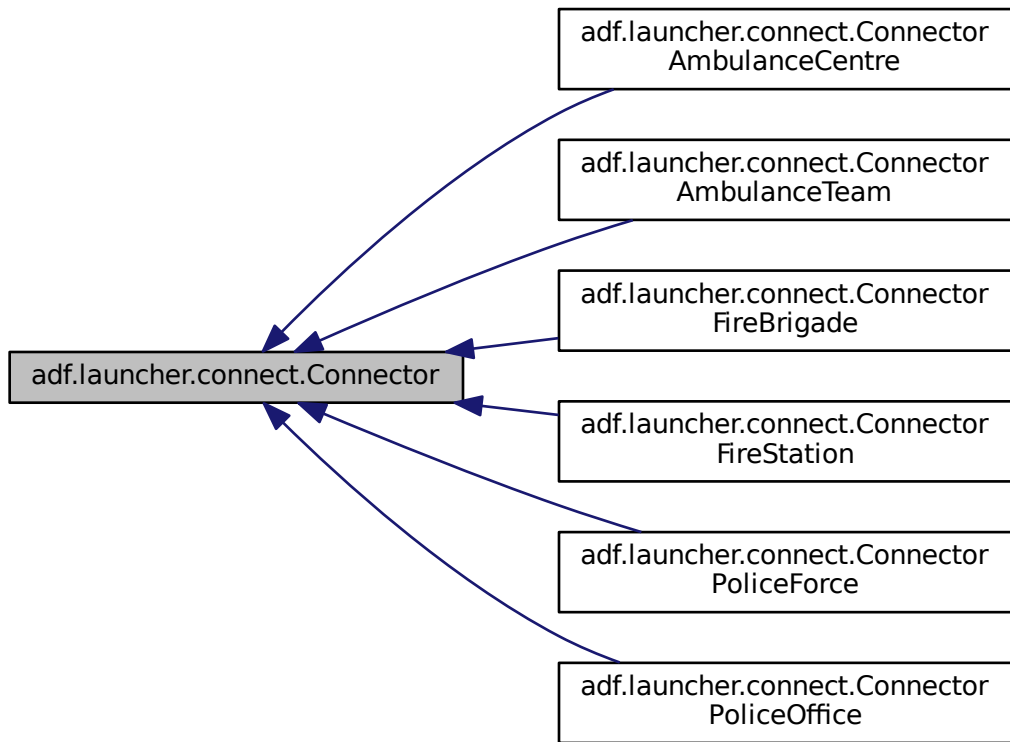 adf.launcher.connect.Connector
AmbulanceCentre
adf.launcher.connect.Connector
AmbulanceTeam
adf.launcher.connect.Connector
FireBrigade
adf.launcher.connect.Connector
adf.launcher.connect.Connector
FireStation
adf.launcher.connect.Connector
PoliceForce
adf.launcher.connect.Connector
PoliceOffice